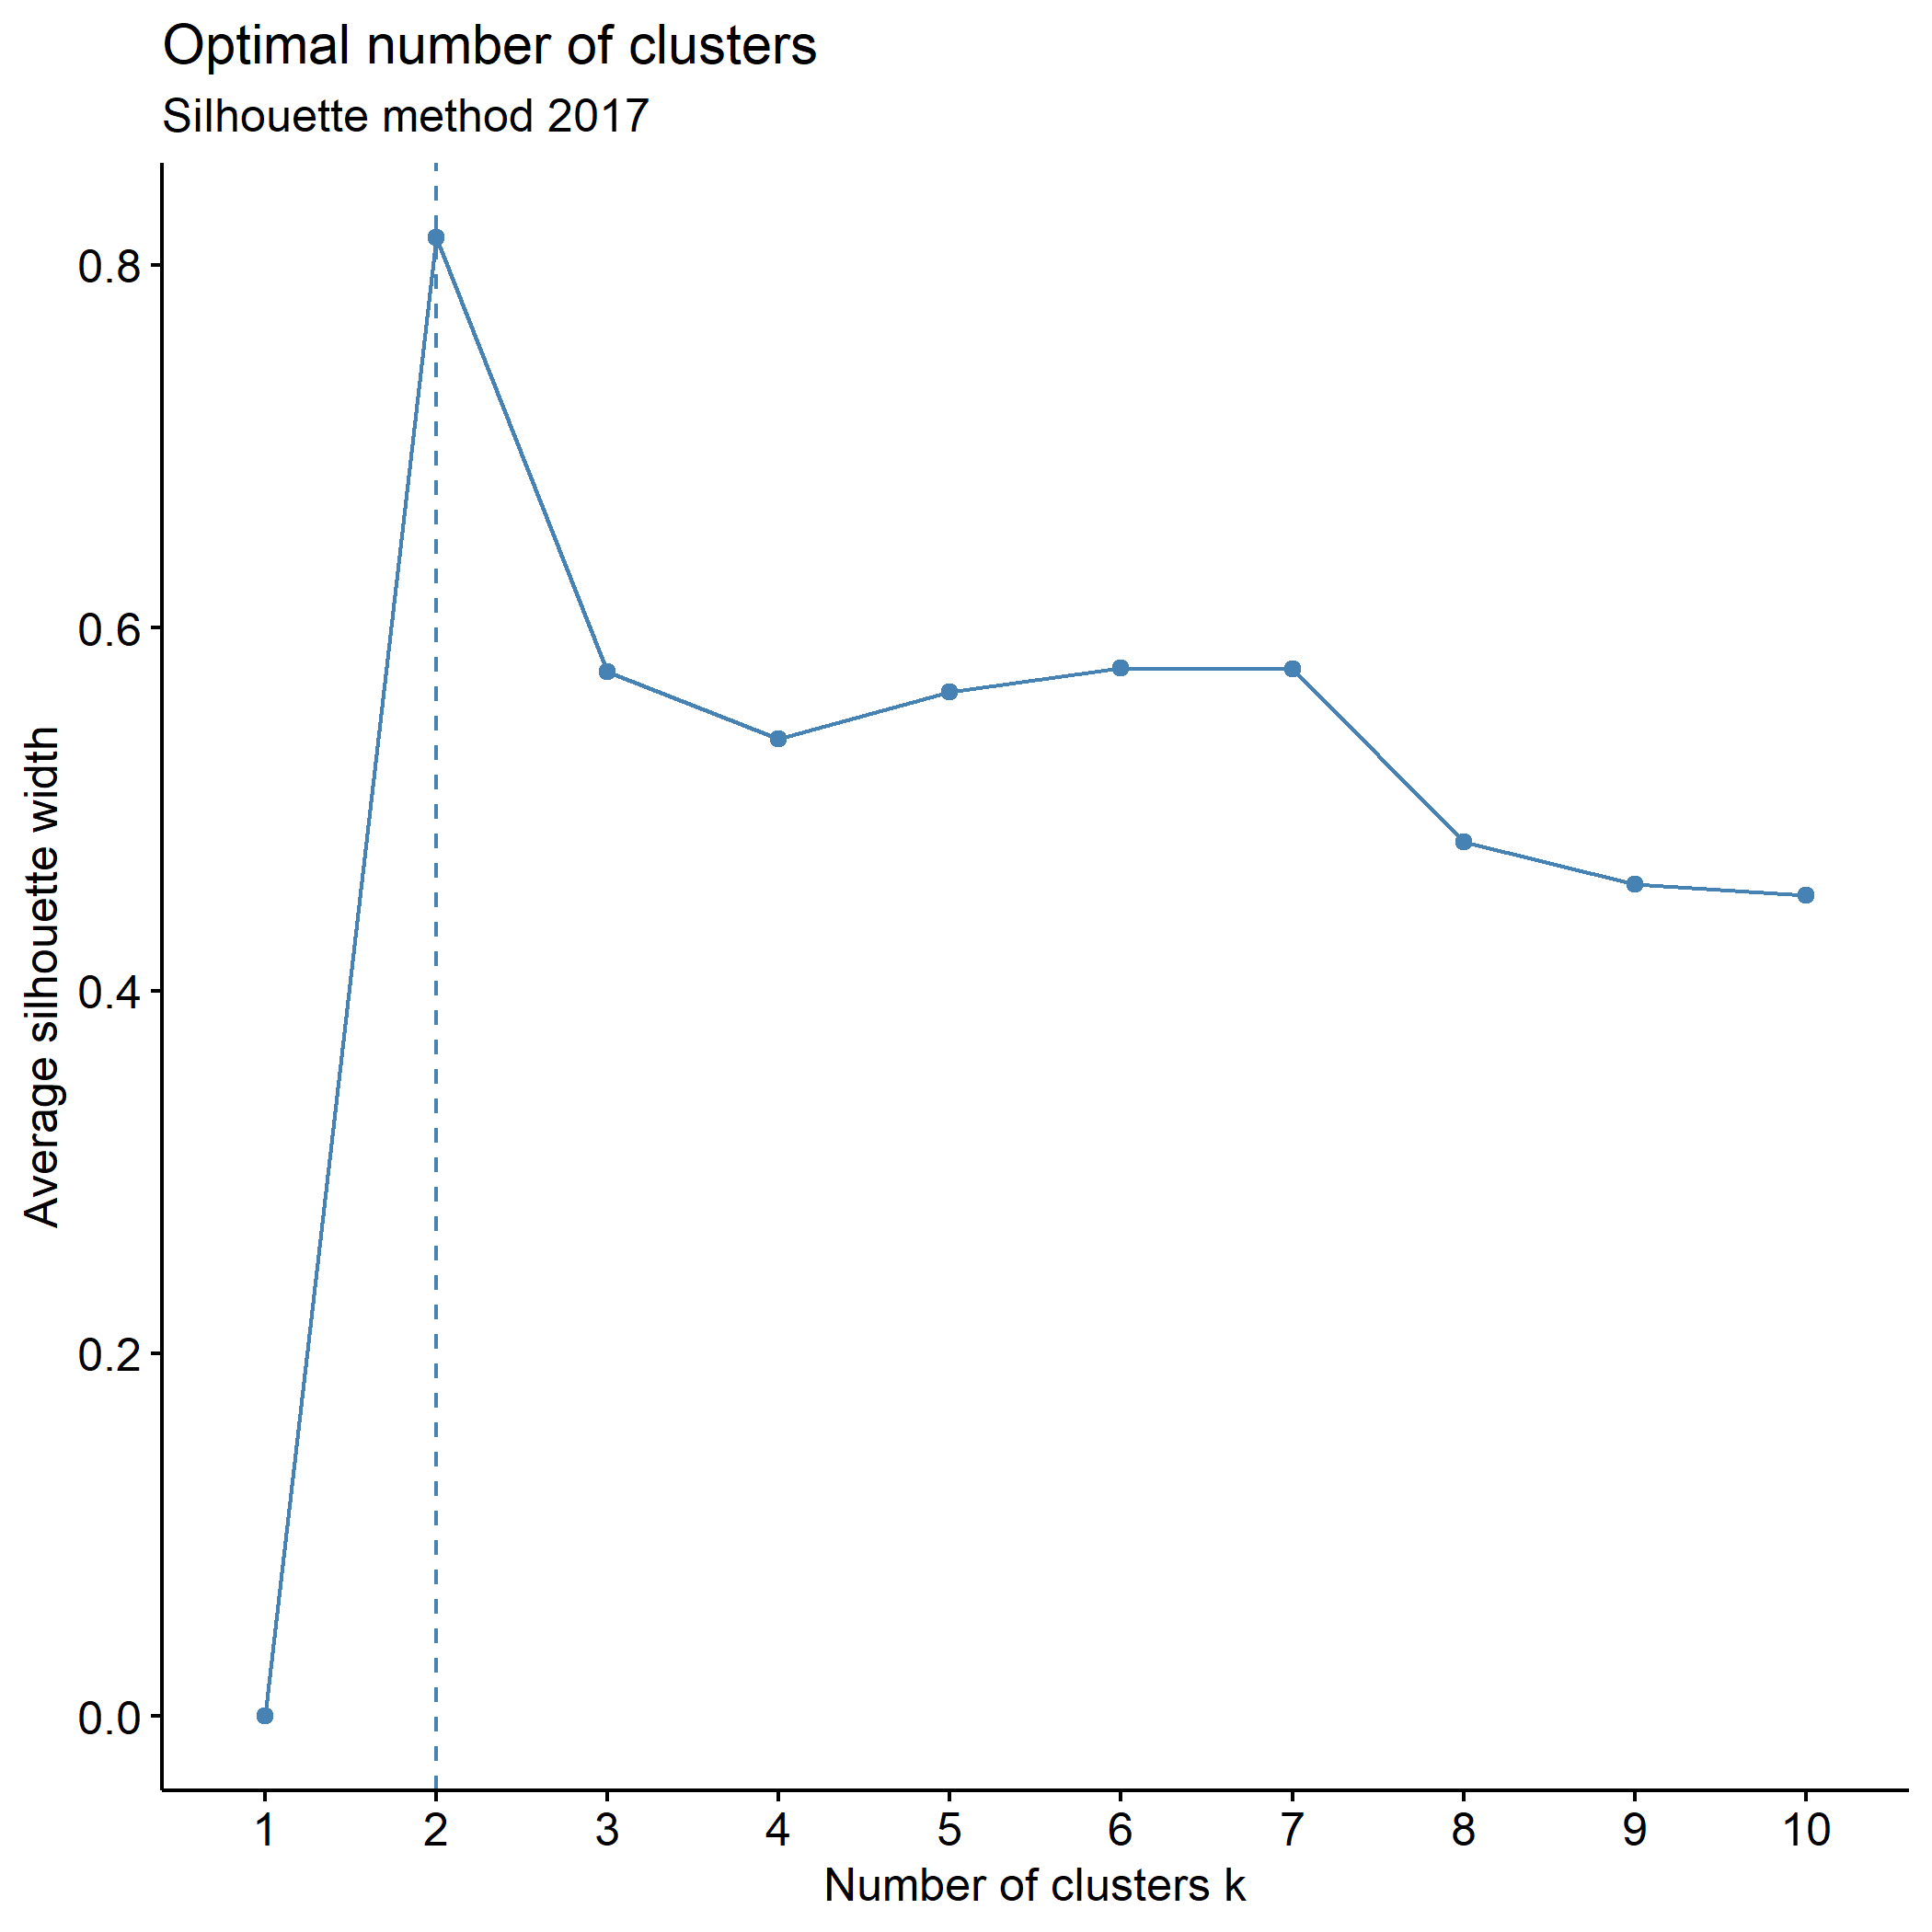 Optimal number of clusters
Silhouette method 2017
Average silhouette width
0.8
0.6
0.4
0.2
0.0
1 2 3 4 5 6 7 8 9 10
Number of clusters k